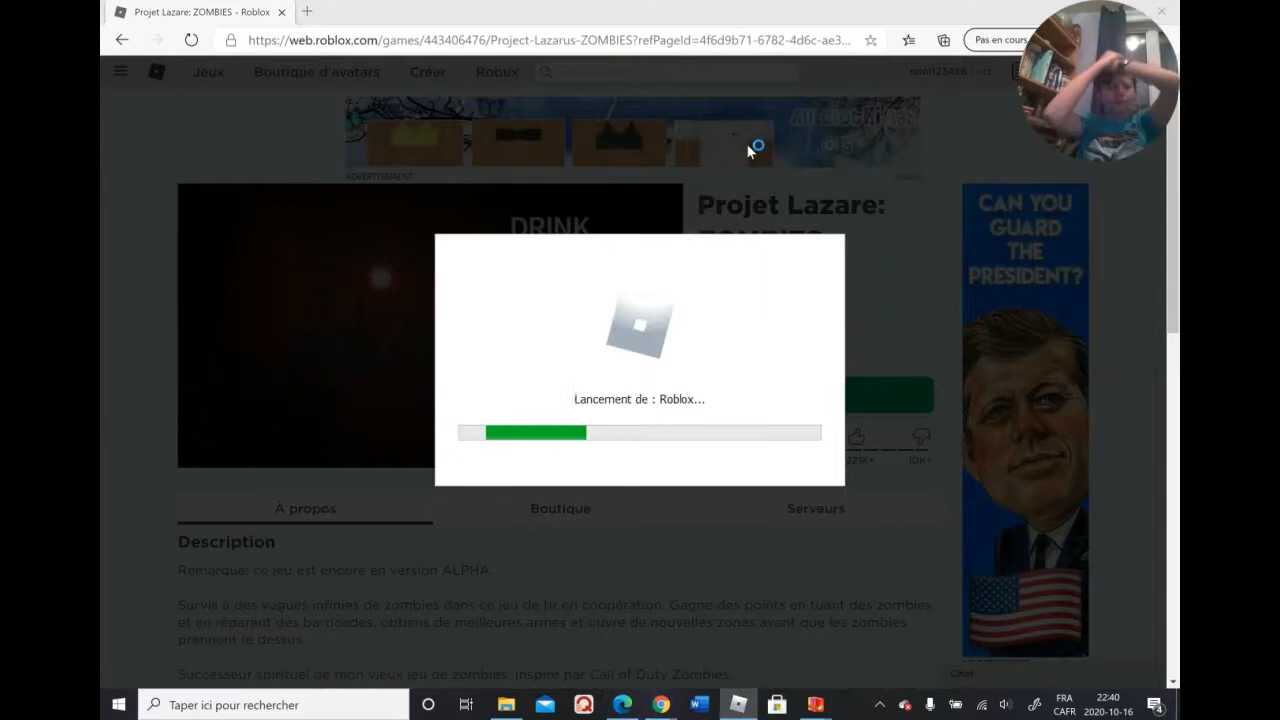 Projet Lazare: ZOMBIES - Roblox
https://web.roblox.com/games/443406476/Project-Lazarus-ZOMBIES?refPageId=4f6d9b71-6782-4d6c-ae3...
Pas en cours
Jeux
Boutique d'avatars
Créer
Robux
ADVERTISEMENT
DRINK
Projet Lazare:
ZOMBIES
CAN YOU
GUARD
THE
PRESIDENT?
Lancement de : Roblox...
221K+
10K+
À propos
Boutique
Serveurs
Description
Remarque: ce jeu est encore en version ALPHA.
Survis à des vagues infinies de zombies dans ce jeu de tir en coopération. Gagne des points en tuant des zombies
et en réparant des barricades, obtiens de meilleures armes et ouvre de nouvelles zones avant que les zombies
prennent le dessus.
Successeur spirituel de mon vieux jeu de zombies, inspiré par Call of Duty Zombies.
Chat
Taper ici pour rechercher
FRA
CAFR
22:40
2020-10-16
4